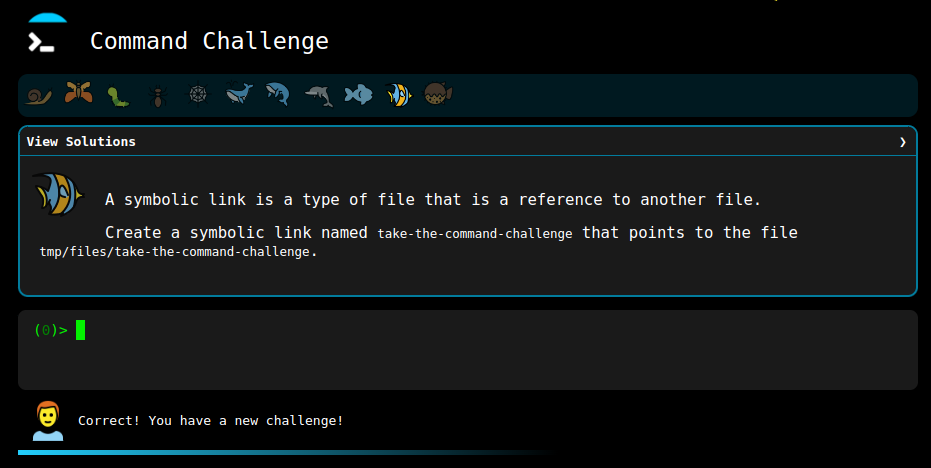 Command Challenge
View Solutions
A symbolic link is a type of file that is a reference to another file.
Create a symbolic link named take-the-command-challenge that points to the file
tmp/files/take-the-command-challenge.
(0)>
Correct! You have a new challenge!